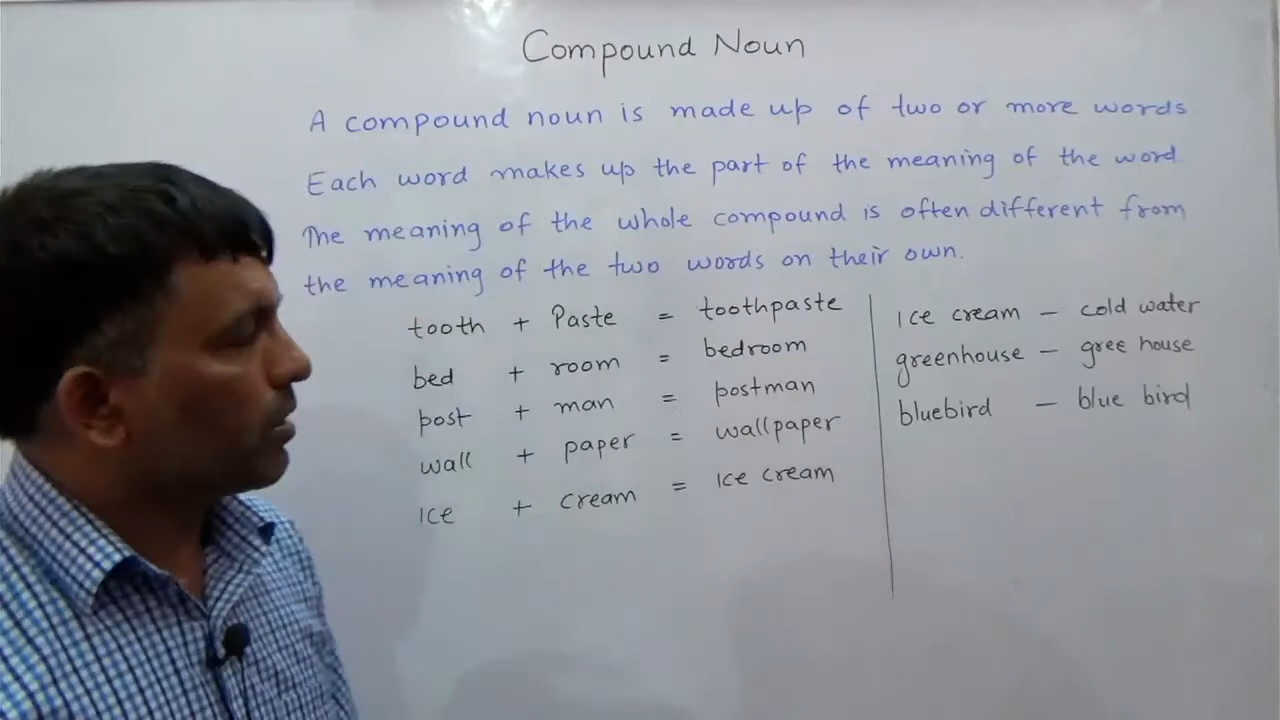 Compound Noun
A compound noun is made up of two or more words
Each word makes up the part of the meaning of the word
The meaning of the whole compound is often different from
the meaning of the two words on their own.
tooth + Paste = toothpaste
bed + room = bedroom
post + man = postman
wall + paper = wallpaper
Ice + cream = Ice cream
Ice cream – cold water
greenhouse – gree house
bluebird – blue bird